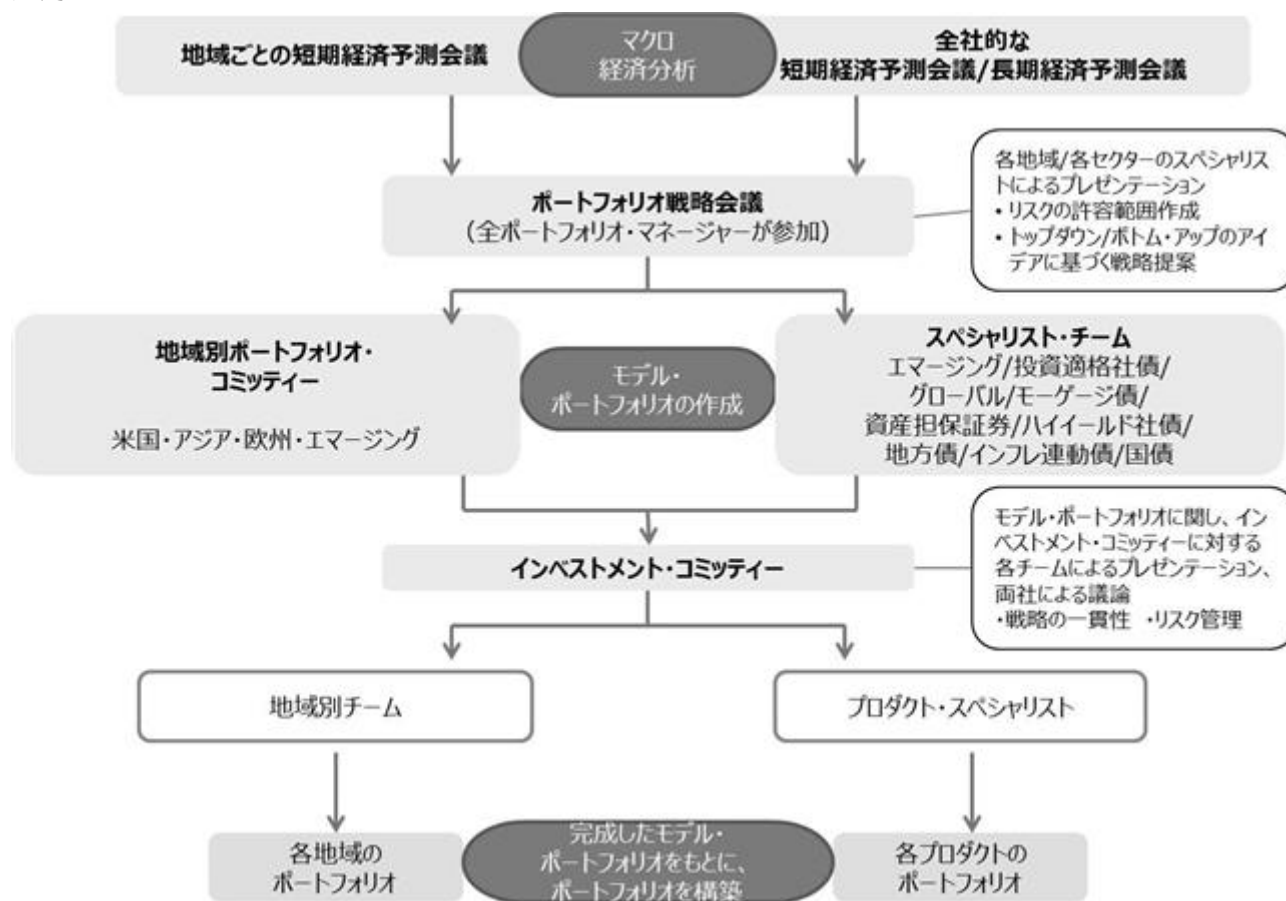 地域ごとの短期経済予測会議
マクロ
経済分析
全社的な
短期経済予測会議/長期経済予測会議
各地域/各セクターのスペシャリス
トによるプレゼンテーション
・リスクの許容範囲作成
・トップダウン/ボトム・アップのアイ
デアに基づく戦略提案
ポートフォリオ戦略会議
（全ポートフォリオ・マネージャーが参加）
地域別ポートフォリオ・
コミッティー
米国・アジア・欧州・エマージング
モデル・
ポートフォリオの作成
スペシャリスト・チーム
エマージング/投資適格社債/
グローバル/モーゲージ債/
資産担保証券/ハイイールド社債/
地方債/インフレ連動債/国債
インベストメント・コミッティー
モデル・ポートフォリオに関し、イン
ベストメント・コミッティーに対する
各チームによるプレゼンテーション、
両社による議論
・戦略の一貫性 ・リスク管理
地域別チーム
プロダクト・スペシャリスト
各地域の
ポートフォリオ
完成したモデル・
ポートフォリオをもとに、
ポートフォリオを構築
各プロダクトの
ポートフォリオ